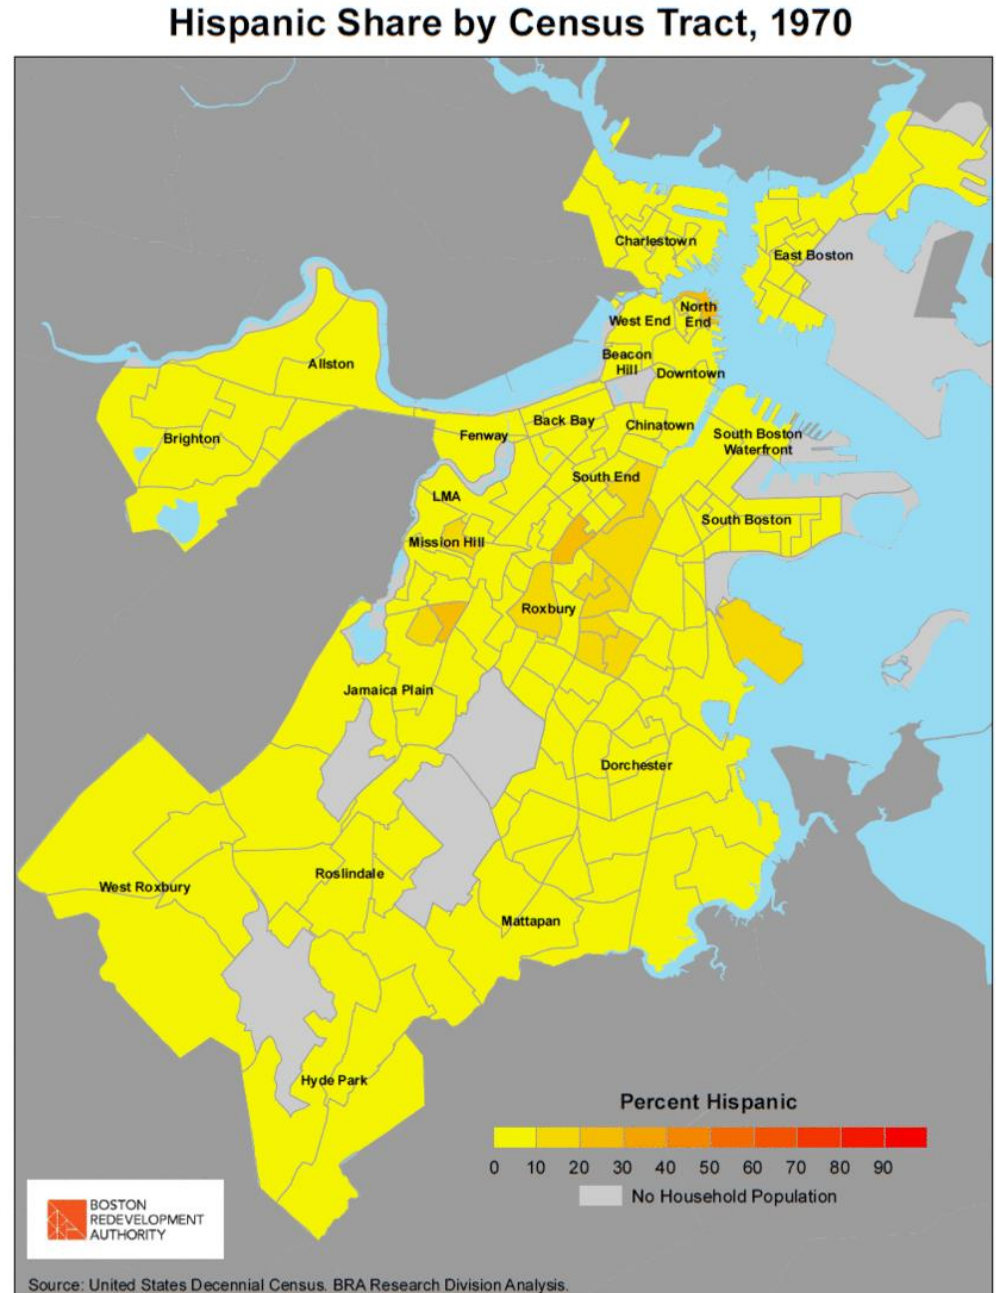 Hispanic Share by Census Tract, 1970
Charlestown
East Boston
North
End
West End
Beacon
Hill
Downtown
Allston
Back Bay
Chinatown
Fenway
South Boston
Waterfront
Brighton
South End
LMA
South Boston
Mission Hill
Roxbury
Jamaica Plain
Dorchester
Roslindale
West Roxbury
Mattapan
Hyde Park
Percent Hispanic
0 10 20 30 40 50 60 70 80 90
No Household Population
BOSTON
REDEVELOPMENT
AUTHORITY
Source: United States Decennial Census. BRA Research Division Analysis.